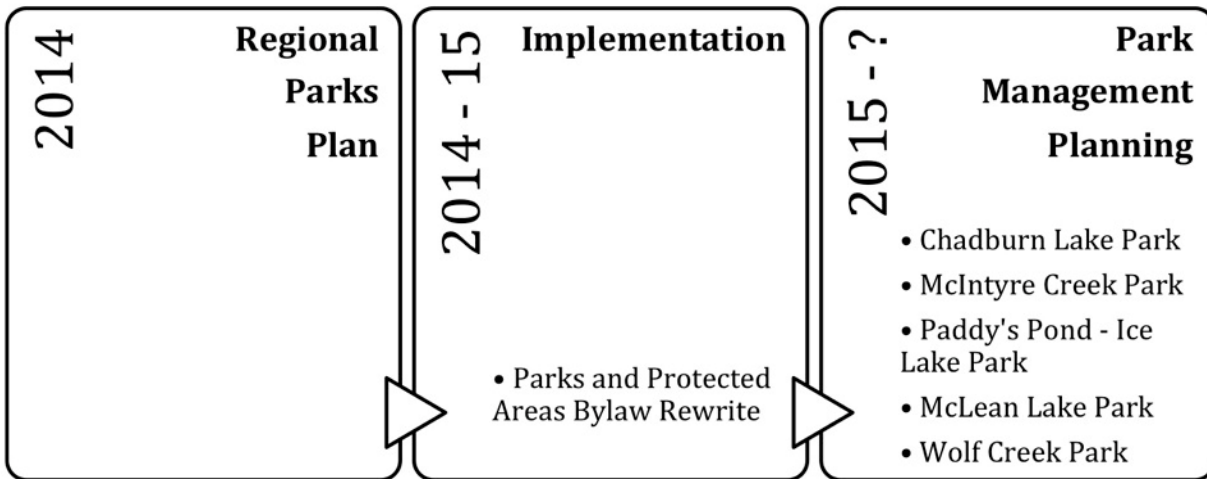 2014
Regional
Parks
Plan
2014 - 15
Implementation
• Parks and Protected
Areas Bylaw Rewrite
2015 - ?
Park
Management
Planning
• Chadburn Lake Park
• McIntyre Creek Park
• Paddy's Pond - Ice
Lake Park
• McLean Lake Park
• Wolf Creek Park